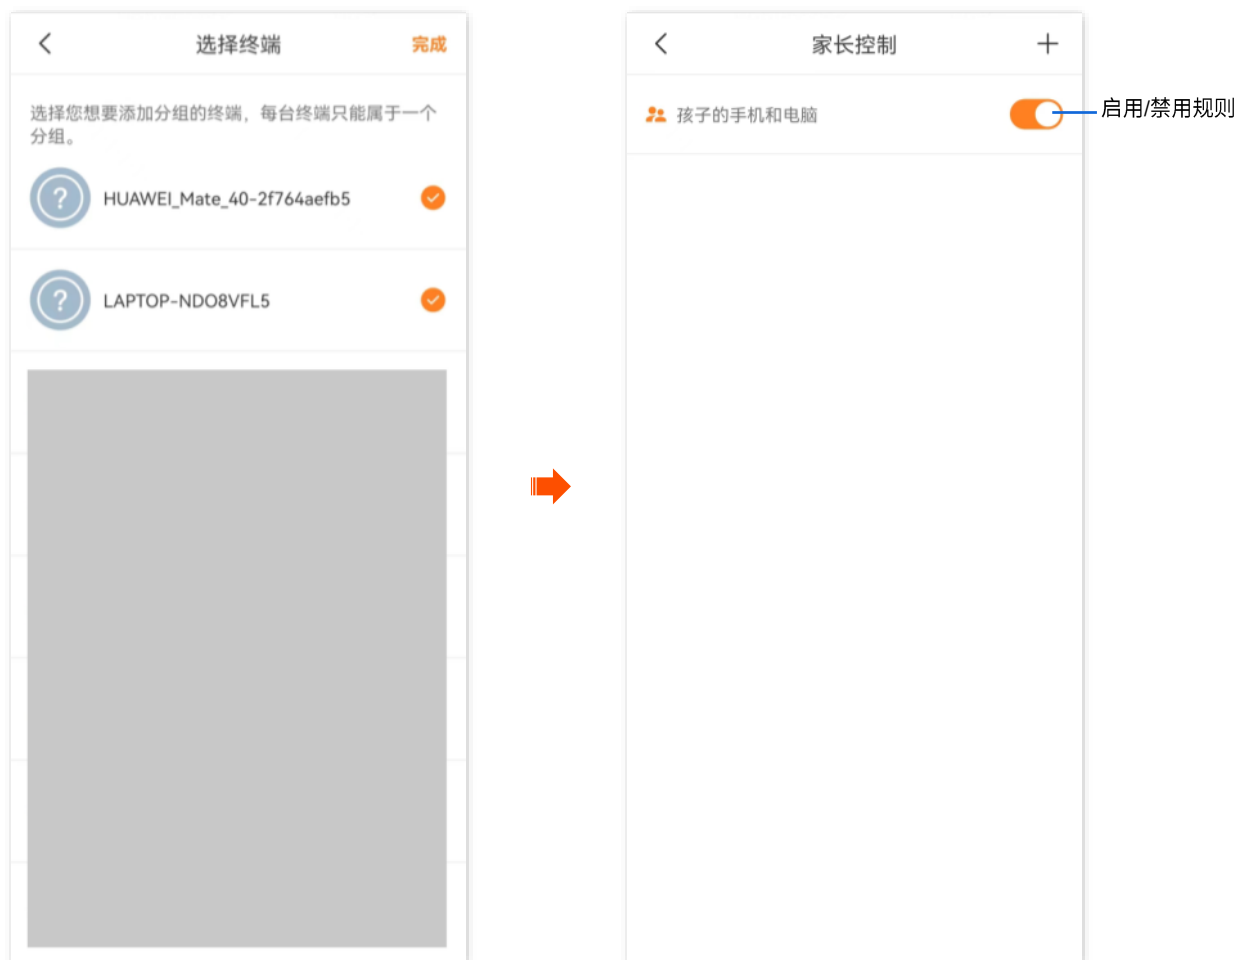 选择终端
完成
选择您想要添加分组的终端，每台终端只能属于一个
分组。
HUAWEI_Mate_40-2f764aefb5
LAPTOP-NDO8VFL5
家长控制
孩子的手机和电脑
启用/禁用规则